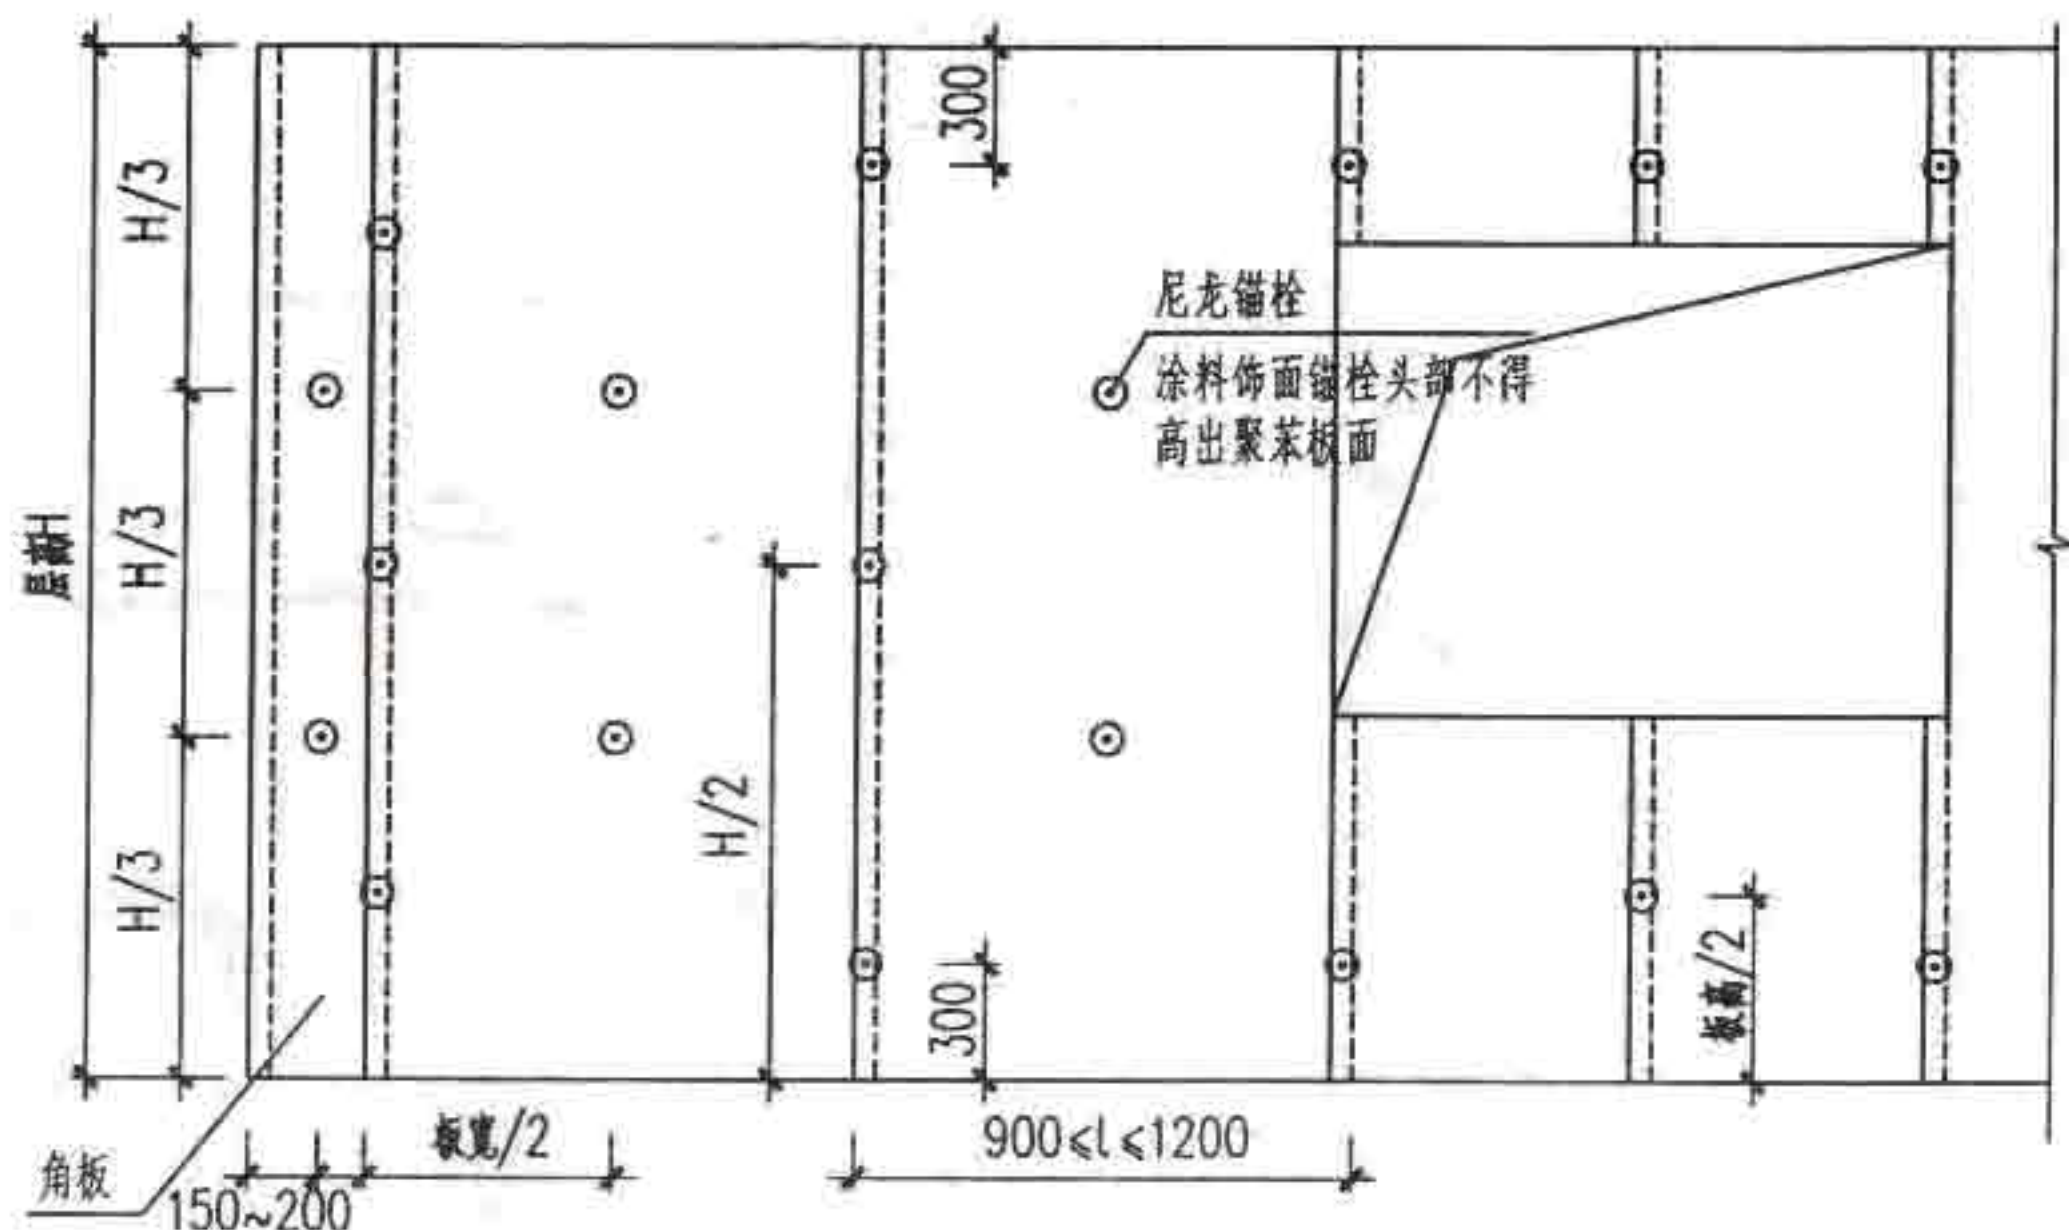 300
H/3
尼龙锚栓
涂料饰面锚栓头部不得
高出聚苯板面
层高H
H/3
H/2
H/3
300
板高/2
板宽/2
900≤l≤1200
角板
150~200